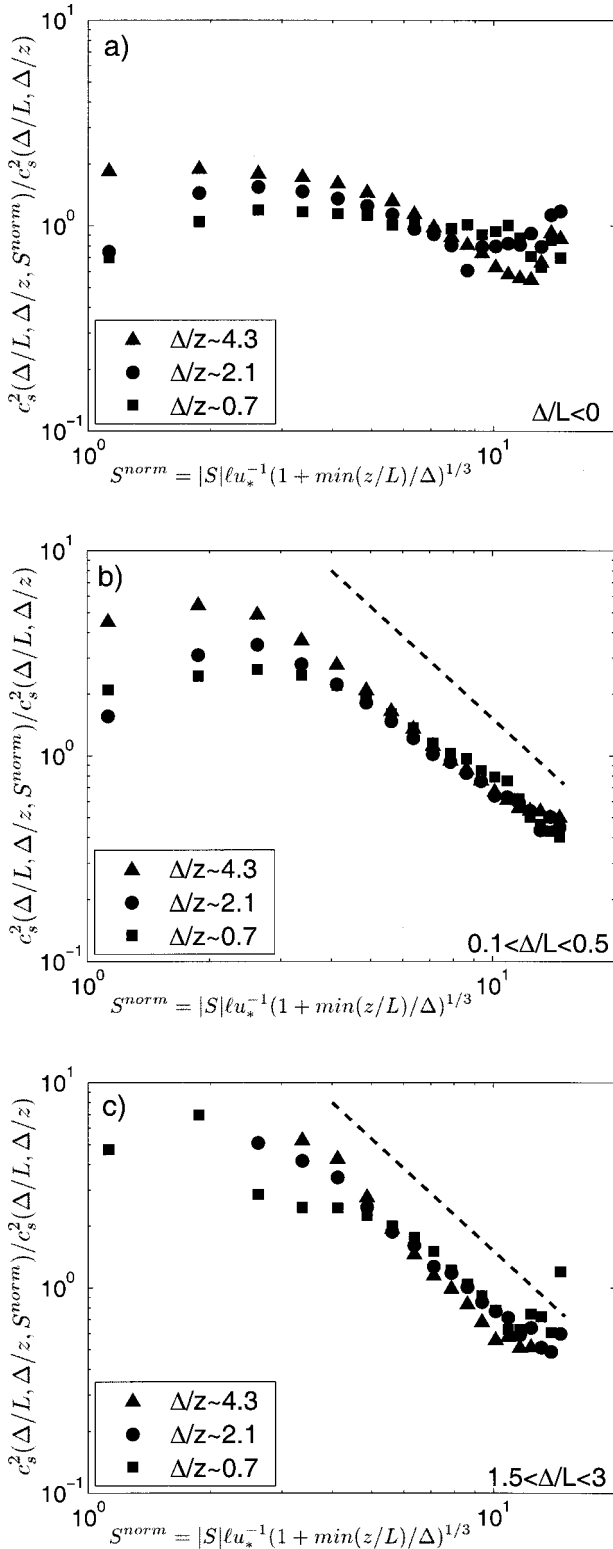 a)
10^1
10^0
10^{-1}
c_s^2(Δ/L, Δ/z, S^{norm})/c_s^2(Δ/L, Δ/z)
▲ Δ/z~4.3
● Δ/z~2.1
■ Δ/z~0.7
Δ/L<0
10^0 10^1
S^{norm} = |S|ℓu_*^{-1}(1 + min(z/L)/Δ)^{1/3}
b)
10^1
10^0
10^{-1}
c_s^2(Δ/L, Δ/z, S^{norm})/c_s^2(Δ/L, Δ/z)
▲ Δ/z~4.3
● Δ/z~2.1
■ Δ/z~0.7
0.1<Δ/L<0.5
10^0 10^1
S^{norm} = |S|ℓu_*^{-1}(1 + min(z/L)/Δ)^{1/3}
c)
10^1
10^0
10^{-1}
c_s^2(Δ/L, Δ/z, S^{norm})/c_s^2(Δ/L, Δ/z)
▲ Δ/z~4.3
● Δ/z~2.1
■ Δ/z~0.7
1.5<Δ/L<3
10^0 10^1
S^{norm} = |S|ℓu_*^{-1}(1 + min(z/L)/Δ)^{1/3}